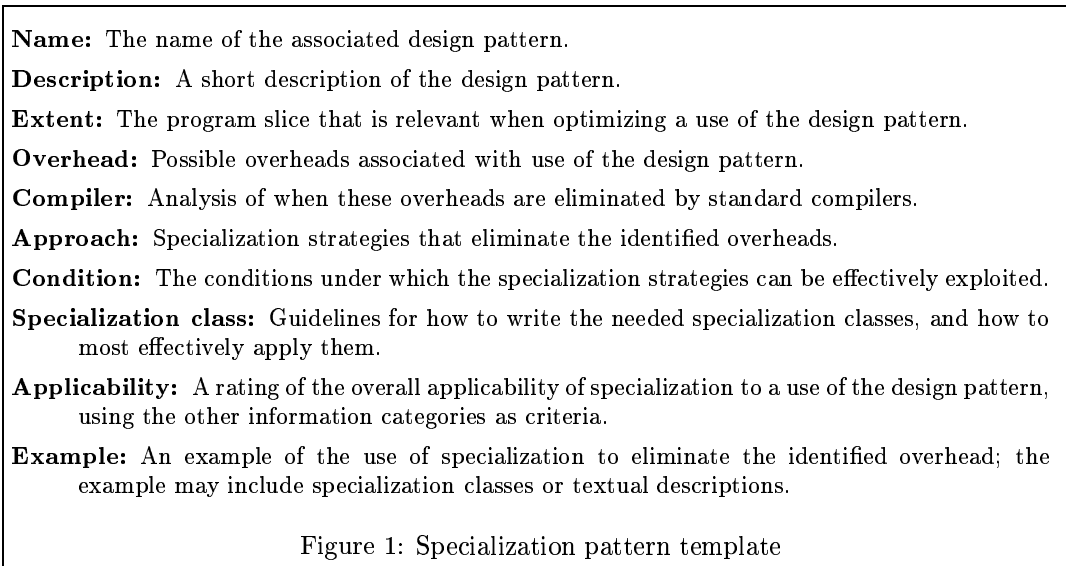 Name: The name of the associated design pattern.
Description: A short description of the design pattern.
Extent: The program slice that is relevant when optimizing a use of the design pattern.
Overhead: Possible overheads associated with use of the design pattern.
Compiler: Analysis of when these overheads are eliminated by standard compilers.
Approach: Specialization strategies that eliminate the identified overheads.
Condition: The conditions under which the specialization strategies can be effectively exploited.
Specialization class: Guidelines for how to write the needed specialization classes, and how to
most effectively apply them.
Applicability: A rating of the overall applicability of specialization to a use of the design pattern,
using the other information categories as criteria.
Example: An example of the use of specialization to eliminate the identified overhead; the
example may include specialization classes or textual descriptions.
Figure 1: Specialization pattern template